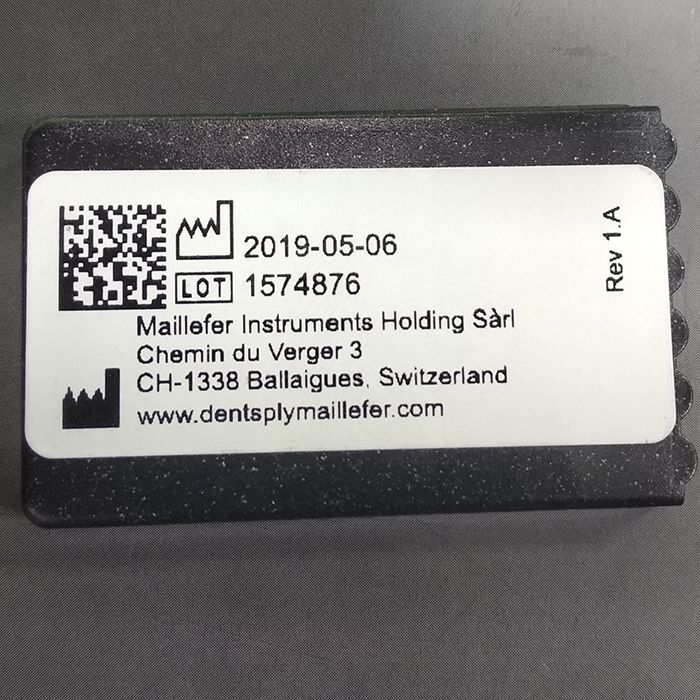 2019-05-06
LOT 1574876
Maillefer Instruments Holding Sàrl
Chemin du Verger 3
CH-1338 Ballaigues, Switzerland
www.dentsplymaillefer.com
Rev 1.A